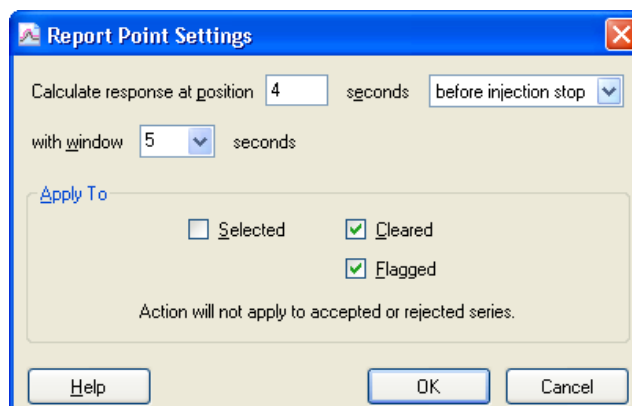 Report Point Settings
Calculate response at position 4 seconds before injection stop
with window 5 seconds
Apply To
Selected Cleared
Flagged
Action will not apply to accepted or rejected series.
Help OK Cancel